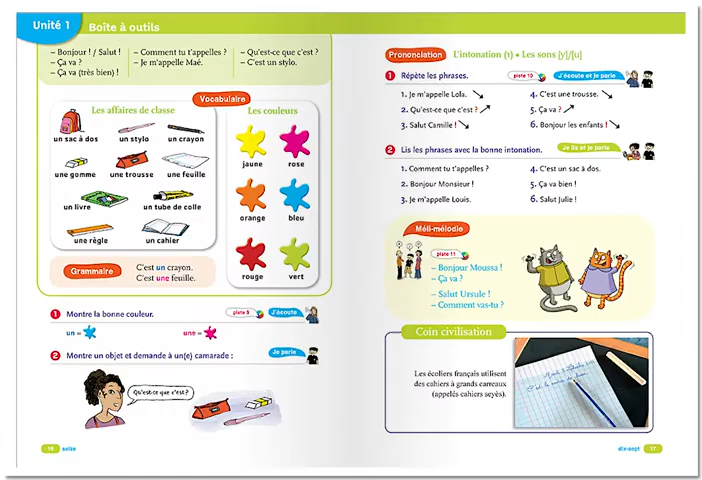 Unité 1
Boîte à outils
– Bonjour ! / Salut !
– Ça va ?
– Ça va (très bien) !
– Comment tu t'appelles ?
– Je m'appelle Maé.
– Qu'est-ce que c'est ?
– C'est un stylo.
Vocabulaire
Les affaires de classe
un sac à dos
un stylo
un crayon
une gomme
une trousse
une feuille
un livre
un tube de colle
une règle
un cahier
Les couleurs
jaune
rose
orange
bleu
rouge
vert
Grammaire
C'est un crayon.
C'est une feuille.
1 Montre la bonne couleur.
piste 9
J'écoute
un =
une =
2 Montre un objet et demande à un(e) camarade :
Je parle
Qu'est-ce que c'est ?
16 seize
Prononciation
L'intonation (1) • Les sons [y]/[u]
1 Répète les phrases.
piste 10
J'écoute et je parle
1. Je m'appelle Lola.
2. Qu'est-ce que c'est ?
3. Salut Camille !
4. C'est une trousse.
5. Ça va ?
6. Bonjour les enfants !
2 Lis les phrases avec la bonne intonation.
Je lis et je parle
1. Comment tu t'appelles ?
2. Bonjour Monsieur !
3. Je m'appelle Louis.
4. C'est un sac à dos.
5. Ça va bien !
6. Salut Julie !
Méli-mélodie
piste 11
– Bonjour Moussa !
– Ça va ?
– Salut Ursule !
– Comment vas-tu ?
Coin civilisation
Les écoliers français utilisent
des cahiers à grands carreaux
(appelés cahiers seyès).
dix-sept 17